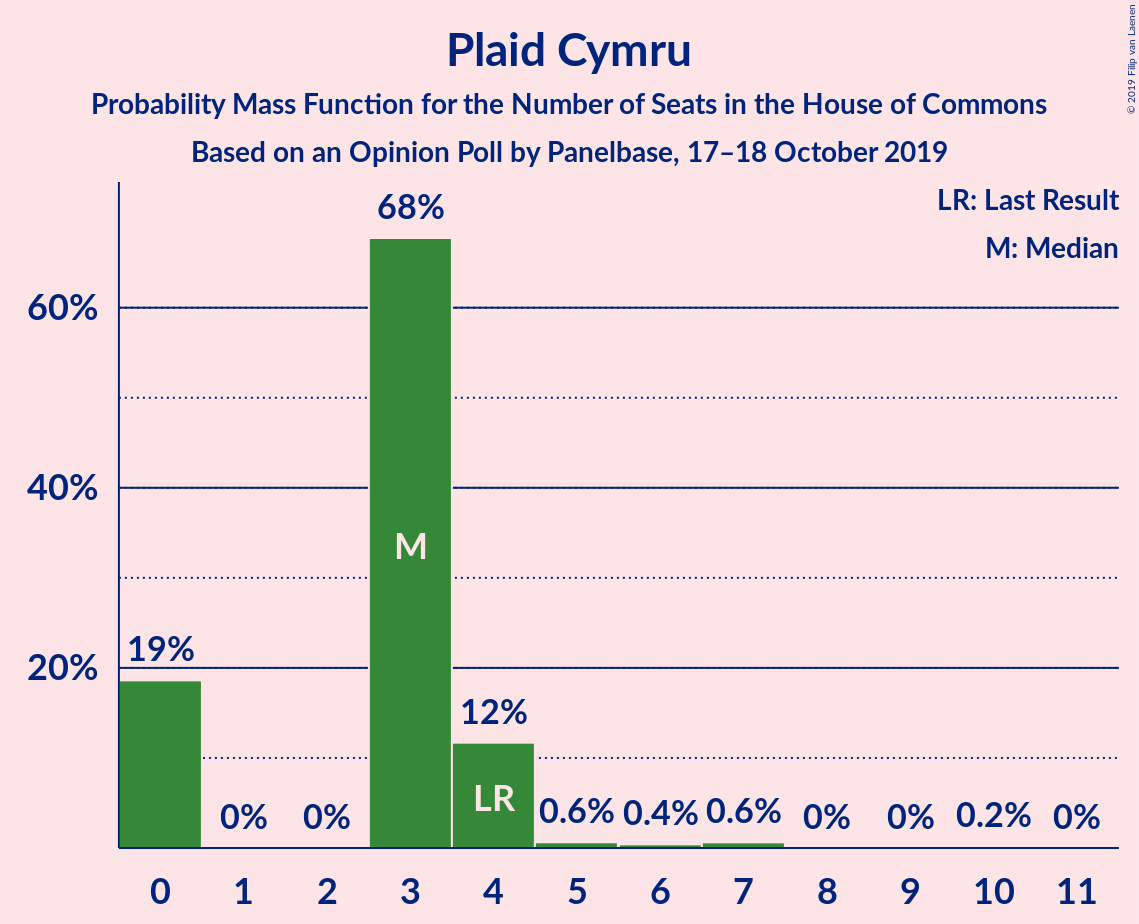 Plaid Cymru
Probability Mass Function for the Number of Seats in the House of Commons
Based on an Opinion Poll by Panelbase, 17–18 October 2019
© 2019 Filip van Laenen
LR: Last Result
M: Median
60%
40%
20%
19%
0%
0%
68%
12%
0.6%
0.4%
0.6%
0%
0%
0.2%
0%
M
LR
0 1 2 3 4 5 6 7 8 9 10 11